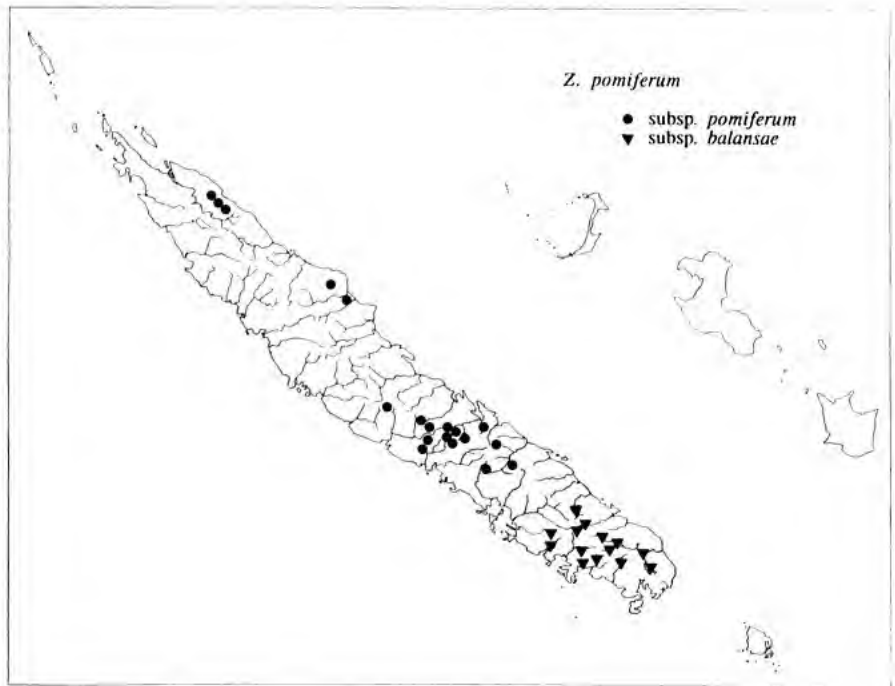 Z. pomiferum
● subsp. pomiferum
▼ subsp. balansae